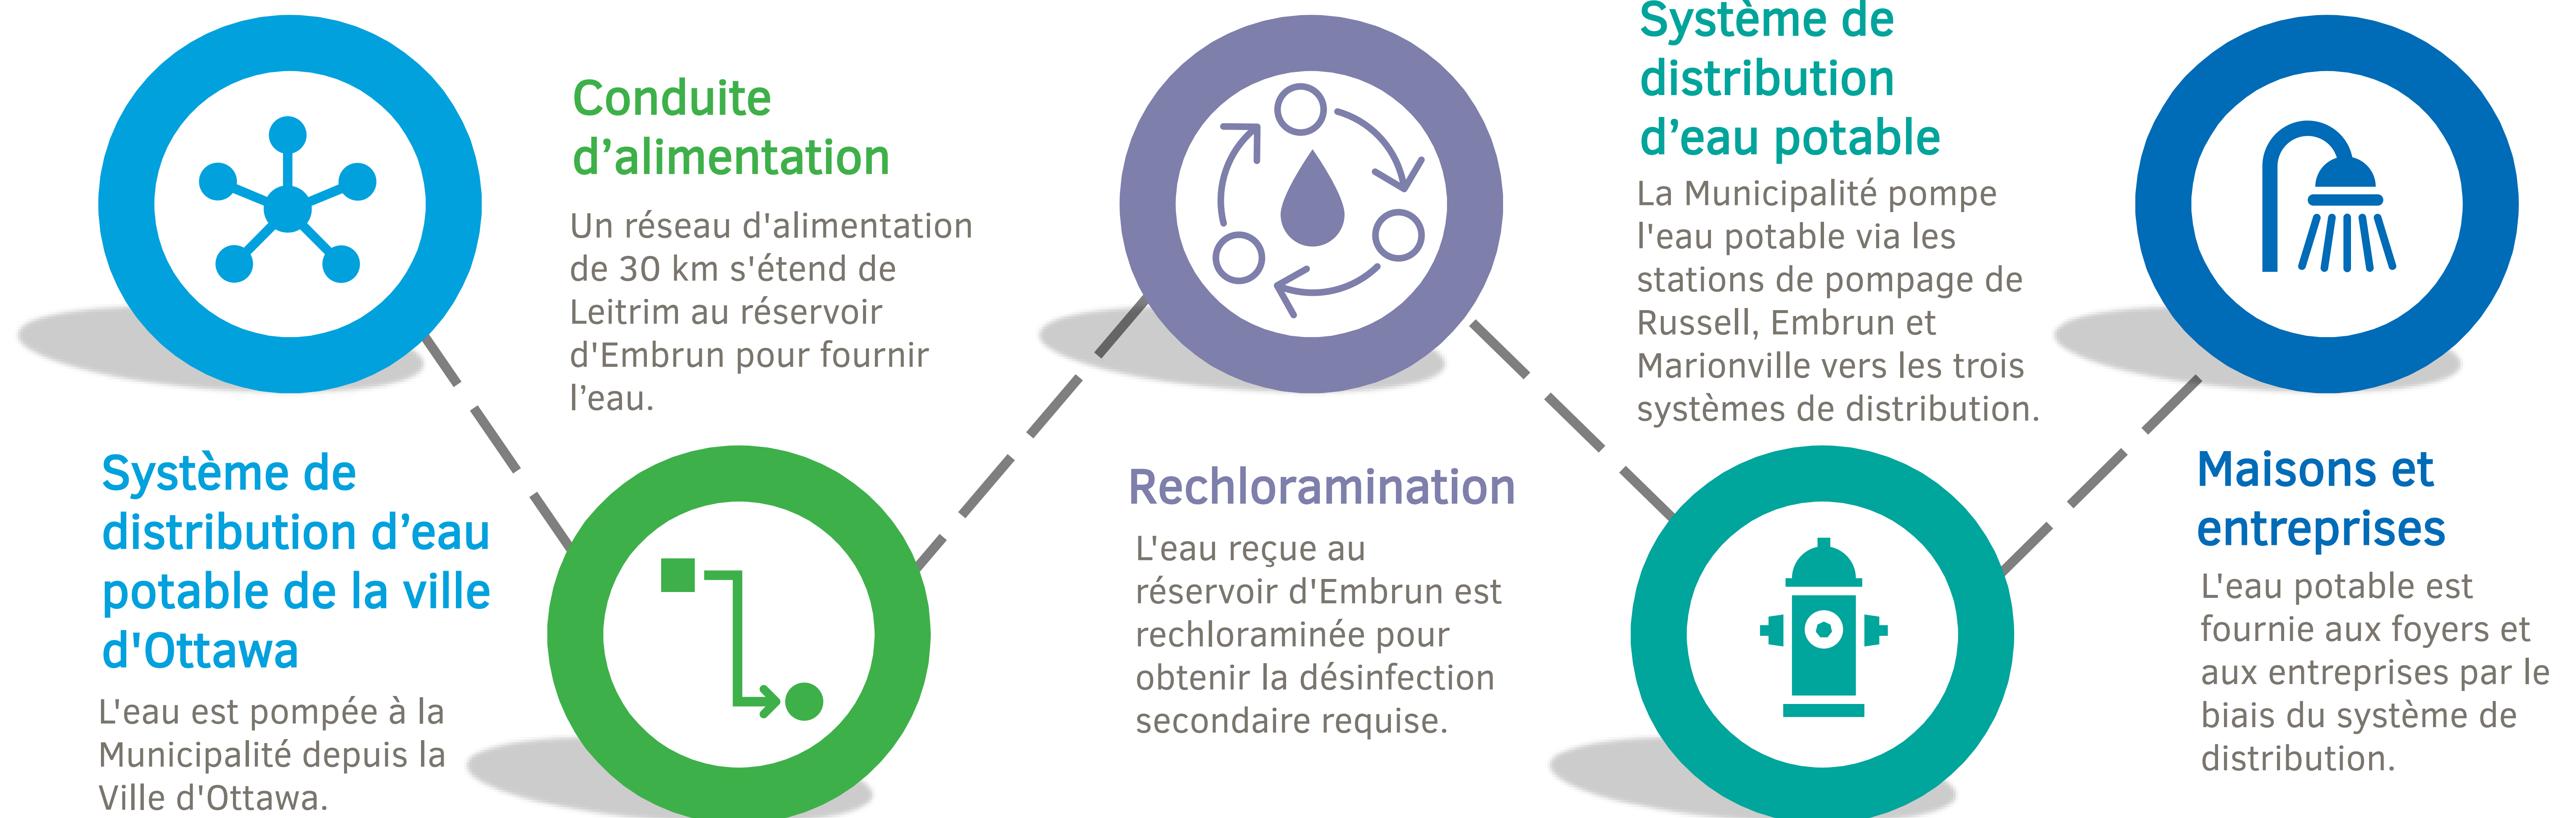 Système de
distribution d’eau
potable de la ville
d'Ottawa
L'eau est pompée à la
Municipalité depuis la
Ville d'Ottawa.
Conduite
d’alimentation
Un réseau d'alimentation
de 30 km s'étend de
Leitrim au réservoir
d'Embrun pour fournir
l’eau.
Rechloramination
L'eau reçue au
réservoir d'Embrun est
rechloraminée pour
obtenir la désinfection
secondaire requise.
Système de
distribution
d’eau potable
La Municipalité pompe
l'eau potable via les
stations de pompage de
Russell, Embrun et
Marionville vers les trois
systèmes de distribution.
Maisons et
entreprises
L'eau potable est
fournie aux foyers et
aux entreprises par le
biais du système de
distribution.